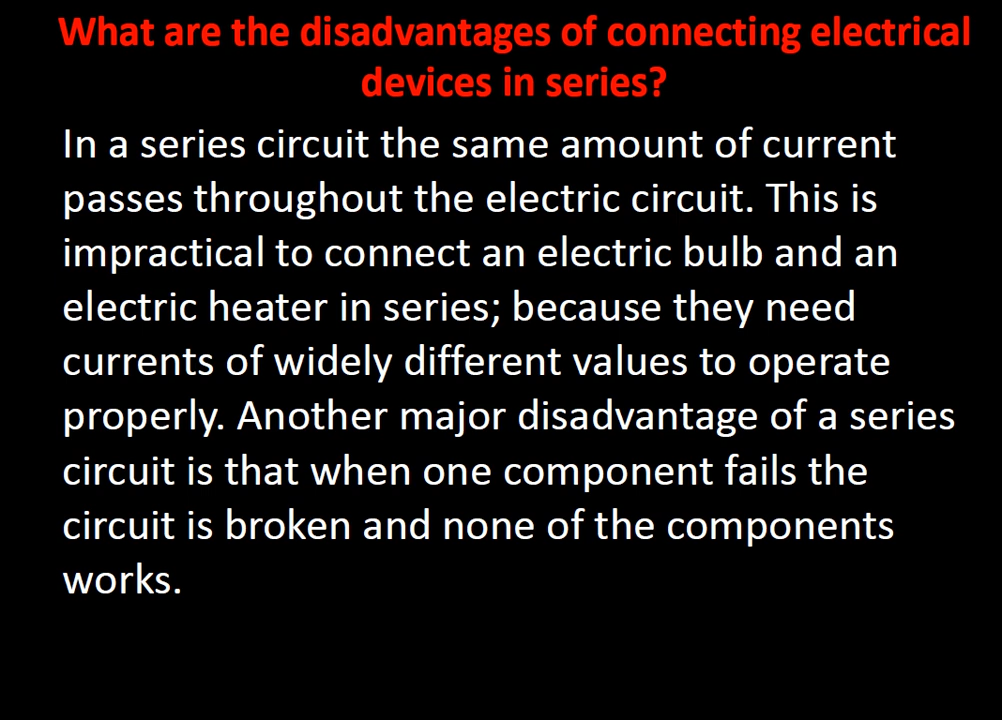 What are the disadvantages of connecting electrical
devices in series?
In a series circuit the same amount of current
passes throughout the electric circuit. This is
impractical to connect an electric bulb and an
electric heater in series; because they need
currents of widely different values to operate
properly. Another major disadvantage of a series
circuit is that when one component fails the
circuit is broken and none of the components
works.